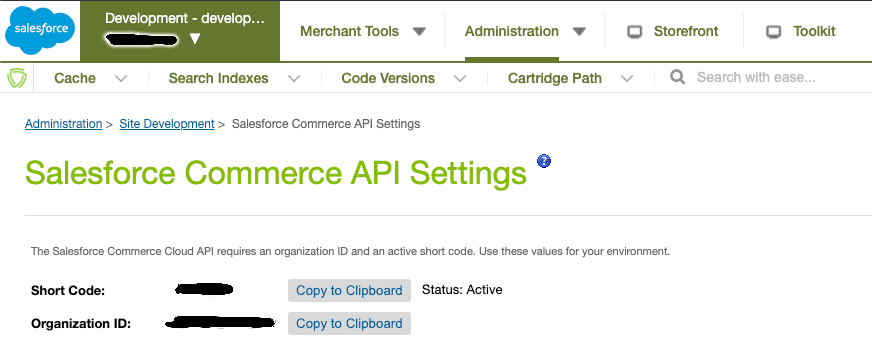 salesforce
Development - develop...
Merchant Tools
Administration
Storefront
Toolkit
Cache
Search Indexes
Code Versions
Cartridge Path
Search with ease...
Administration > Site Development > Salesforce Commerce API Settings
Salesforce Commerce API Settings ?
The Salesforce Commerce Cloud API requires an organization ID and an active short code. Use these values for your environment.
Short Code: Copy to Clipboard Status: Active
Organization ID: Copy to Clipboard